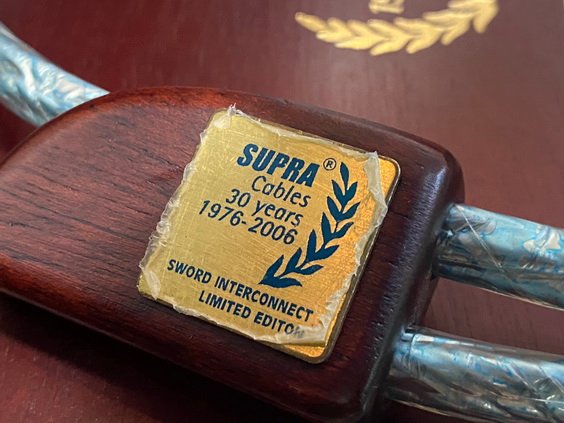 SUPRA®
Cables
30 years
1976-2006
SWORD INTERCONNECT
LIMITED EDITON